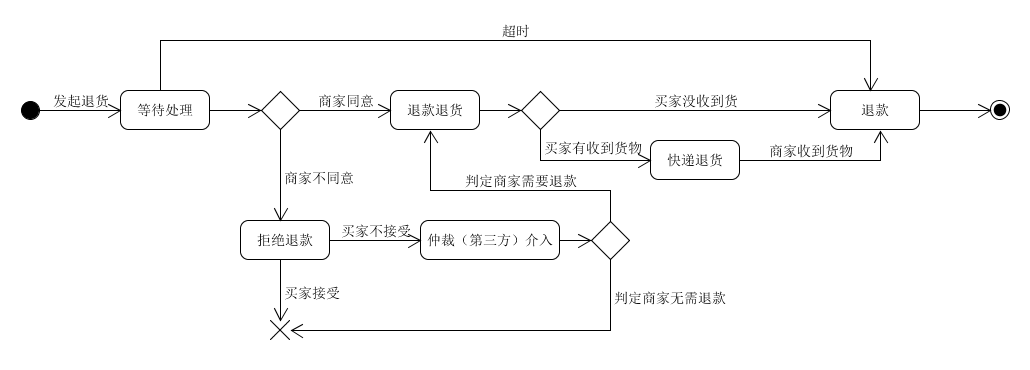 超时
发起退货
等待处理
商家同意
退款退货
买家没收到货
退款
买家有收到货物
快递退货
商家收到货物
商家不同意
判定商家需要退款
拒绝退款
买家不接受
仲裁（第三方）介入
买家接受
判定商家无需退款